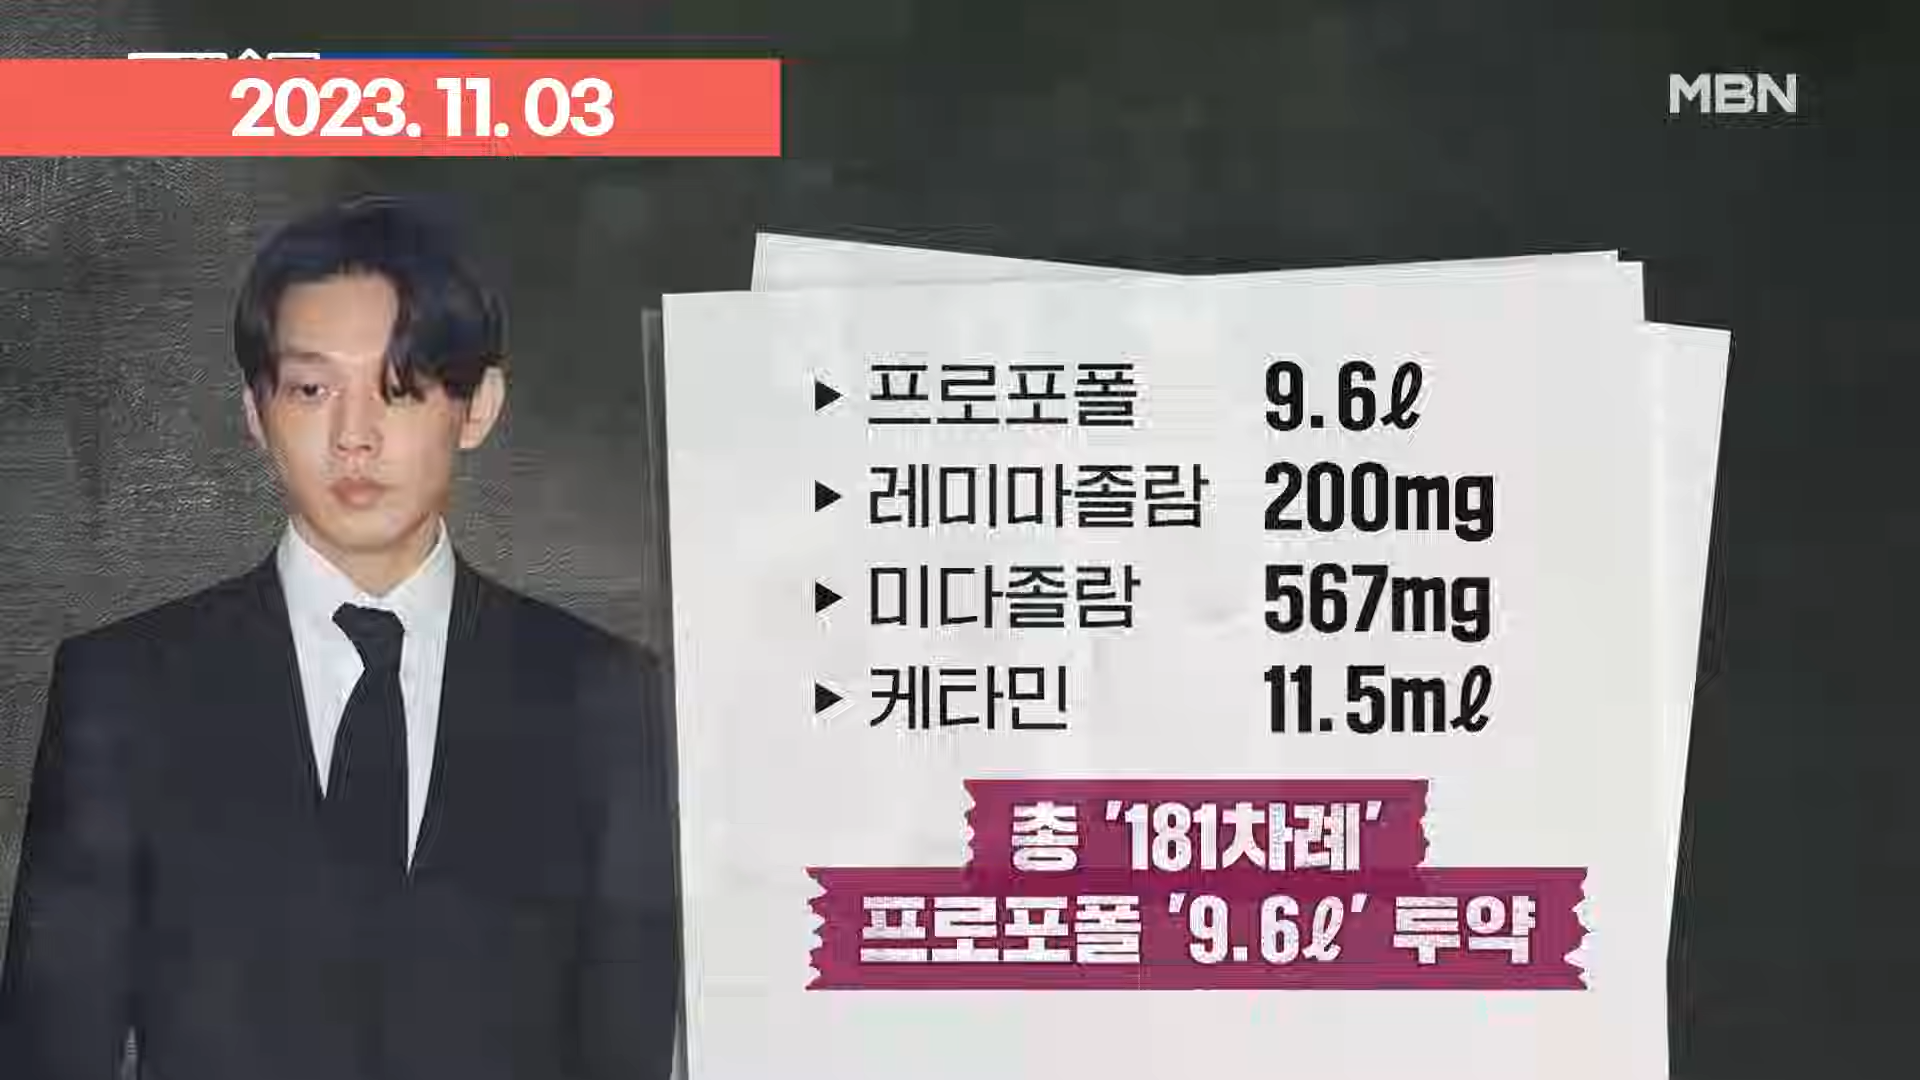 2023. 11. 03
MBN
▶ 프로포폴 9.6ℓ
▶ 레미마졸람 200mg
▶ 미다졸람 567mg
▶ 케타민 11.5mℓ
총 '181차례'
프로포폴 '9.6ℓ' 투약